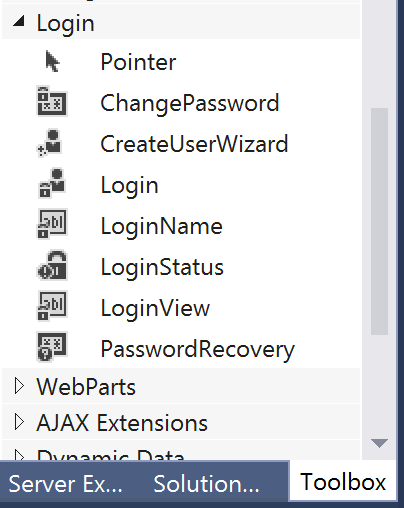 Login
Pointer
ChangePassword
CreateUserWizard
Login
LoginName
LoginStatus
LoginView
PasswordRecovery
WebParts
AJAX Extensions
Dynamic Data
Server Ex... Solution... Toolbox